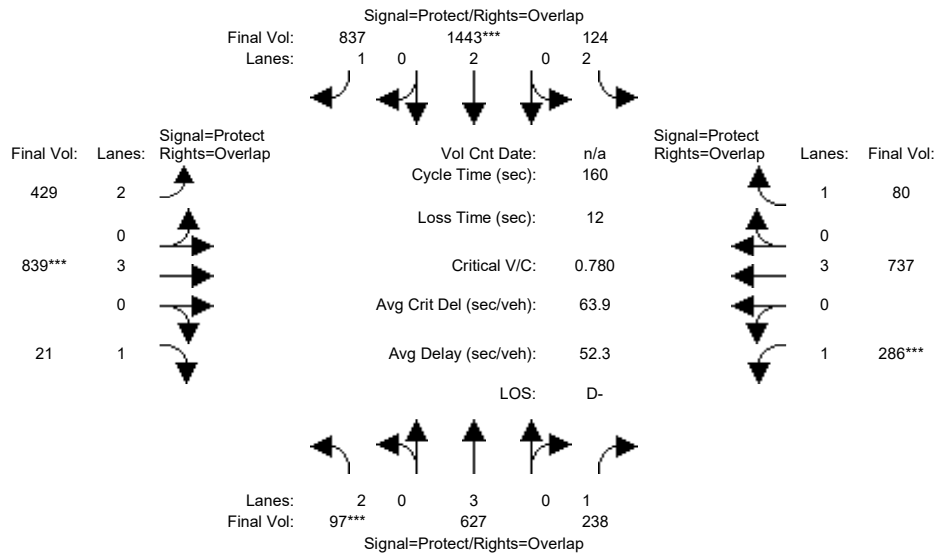 Signal=Protect/Rights=Overlap
Final Vol: 837 1443*** 124
Lanes: 1 0 2 0 2
Signal=Protect Signal=Protect
Final Vol: Lanes: Rights=Overlap Vol Cnt Date: n/a Rights=Overlap Lanes: Final Vol:
Cycle Time (sec): 160
429 2 1 80
Loss Time (sec): 12
0 0
839*** 3 Critical V/C: 0.780 3 737
0 Avg Crit Del (sec/veh): 63.9 0
21 1 Avg Delay (sec/veh): 52.3 1 286***
LOS: D-
Lanes: 2 0 3 0 1
Final Vol: 97*** 627 238
Signal=Protect/Rights=Overlap